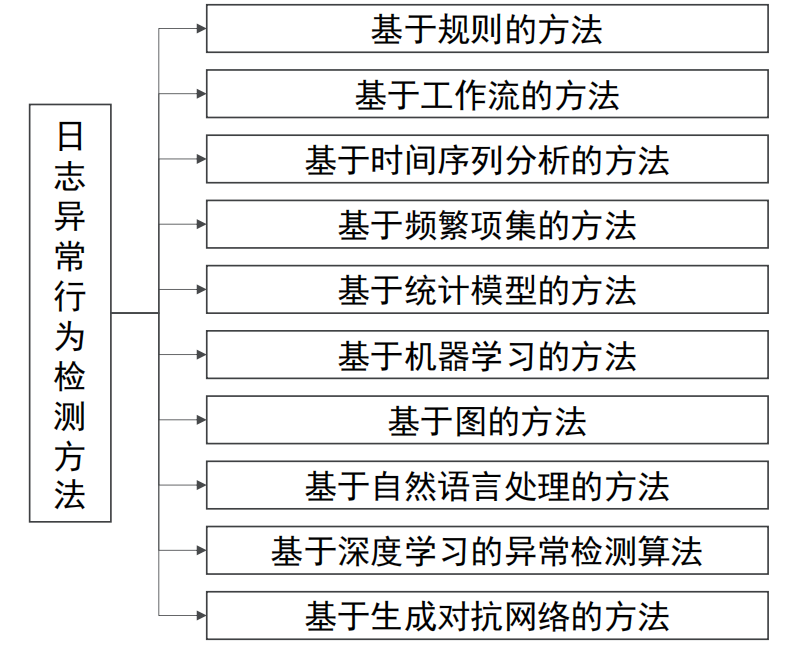 日志异常行为检测方法
基于规则的方法
基于工作流的方法
基于时间序列分析的方法
基于频繁项集的方法
基于统计模型的方法
基于机器学习的方法
基于图的方法
基于自然语言处理的方法
基于深度学习的异常检测算法
基于生成对抗网络的方法